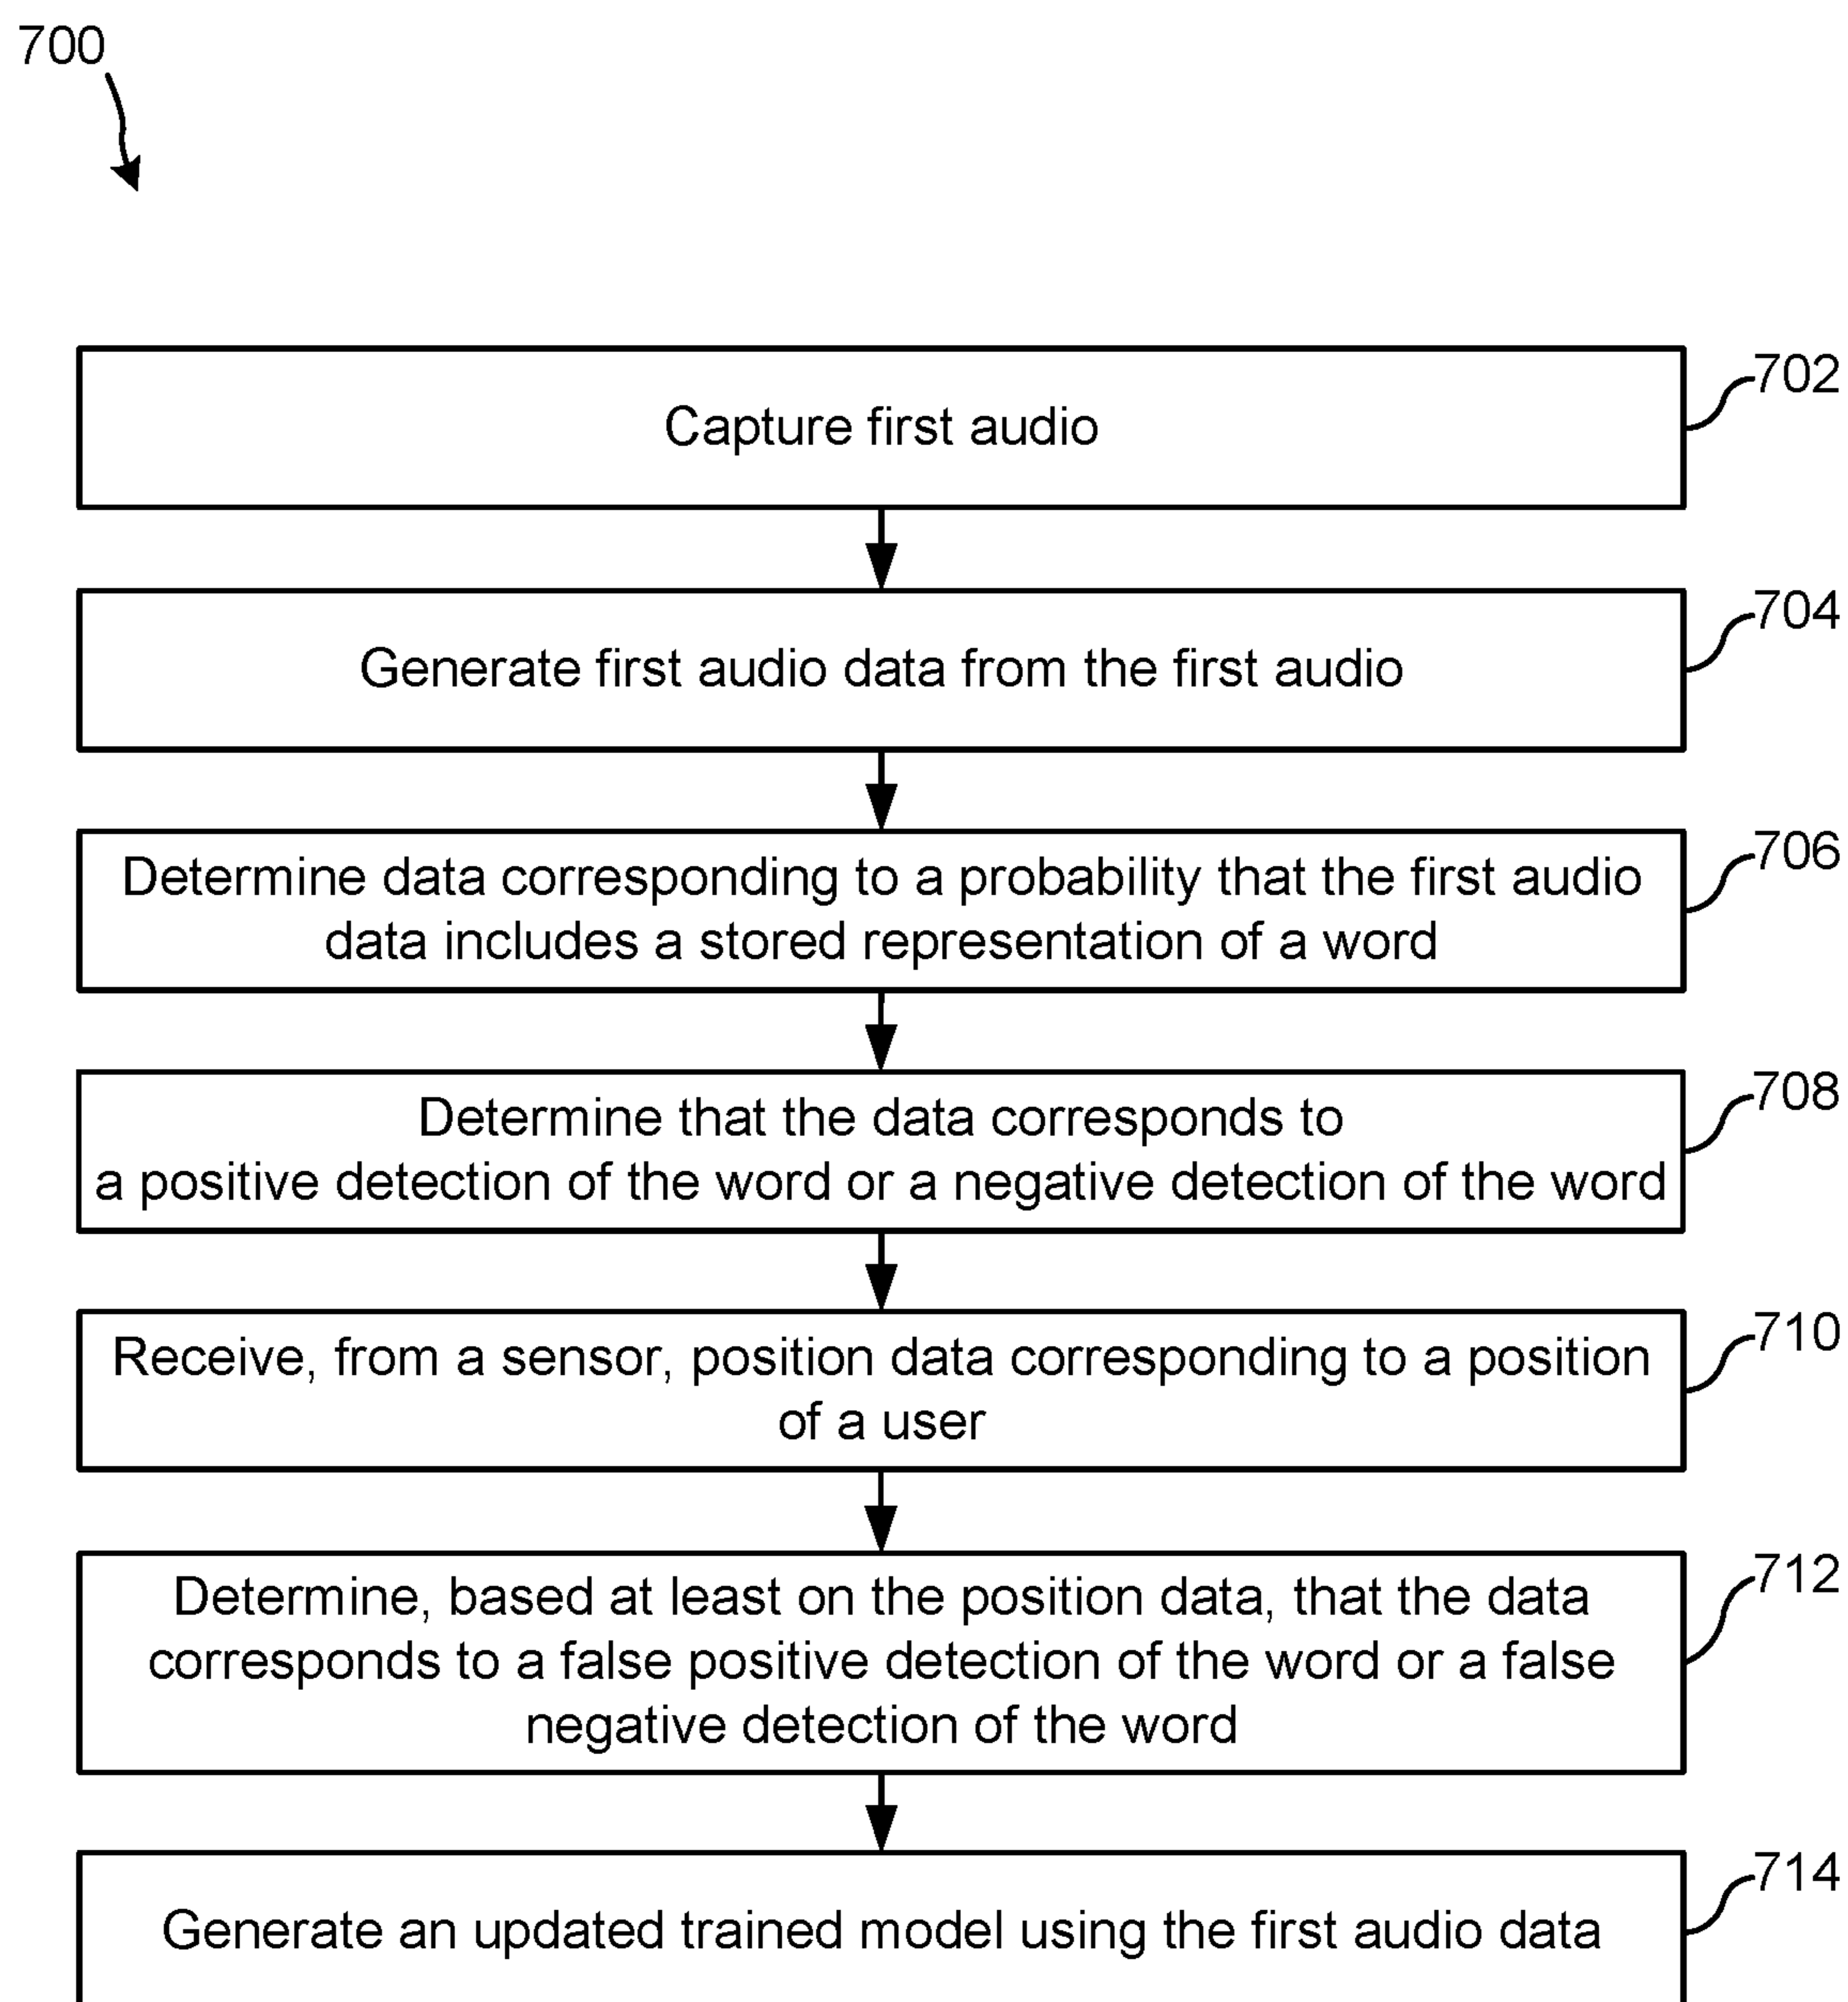 700
Capture first audio
702
Generate first audio data from the first audio
704
Determine data corresponding to a probability that the first audio
data includes a stored representation of a word
706
Determine that the data corresponds to
a positive detection of the word or a negative detection of the word
708
Receive, from a sensor, position data corresponding to a position
of a user
710
Determine, based at least on the position data, that the data
corresponds to a false positive detection of the word or a false
negative detection of the word
712
Generate an updated trained model using the first audio data
714